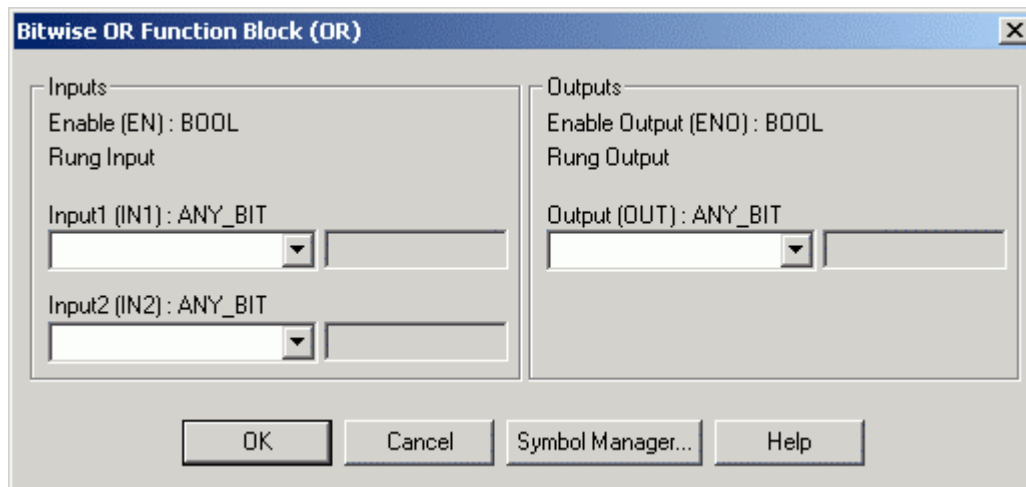 Bitwise OR Function Block (OR)
Inputs
Enable (EN) : BOOL
Rung Input
Input1 (IN1) : ANY_BIT
Input2 (IN2) : ANY_BIT
Outputs
Enable Output (ENO) : BOOL
Rung Output
Output (OUT) : ANY_BIT
OK
Cancel
Symbol Manager...
Help